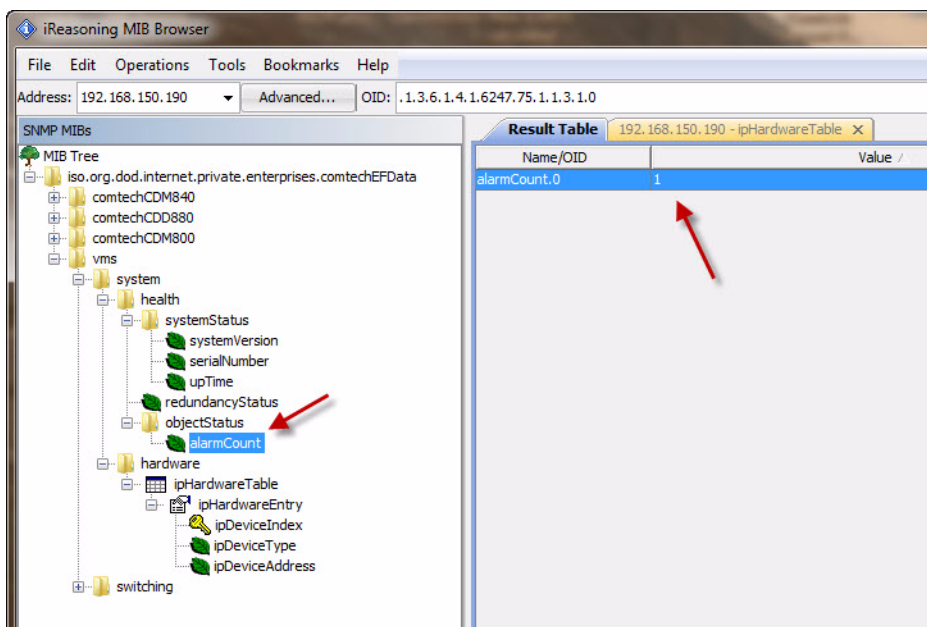 iReasoning MIB Browser
File Edit Operations Tools Bookmarks Help
Address: 192.168.150.190 Advanced... OID: .1.3.6.1.4.1.6247.75.1.1.3.1.0
SNMP MIBs
Result Table 192.168.150.190 - ipHardwareTable
Name/OID Value
alarmCount.0 1
MIB Tree
iso.org.dod.internet.private.enterprises.comtechEFData
comtechCDM840
comtechCDD880
comtechCDM800
vms
system
health
systemStatus
systemVersion
serialNumber
upTime
redundancyStatus
objectStatus
alarmCount
hardware
ipHardwareTable
ipHardwareEntry
ipDeviceIndex
ipDeviceType
ipDeviceAddress
switching